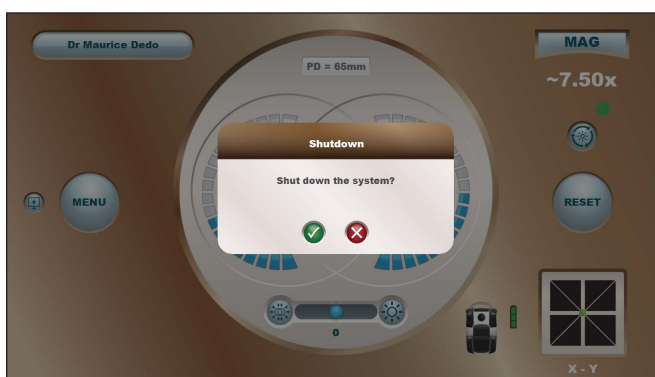 Dr Maurice Dedo
MAG
PD = 65mm
~7.50x
Shutdown
Shut down the system?
MENU
RESET
0
X - Y